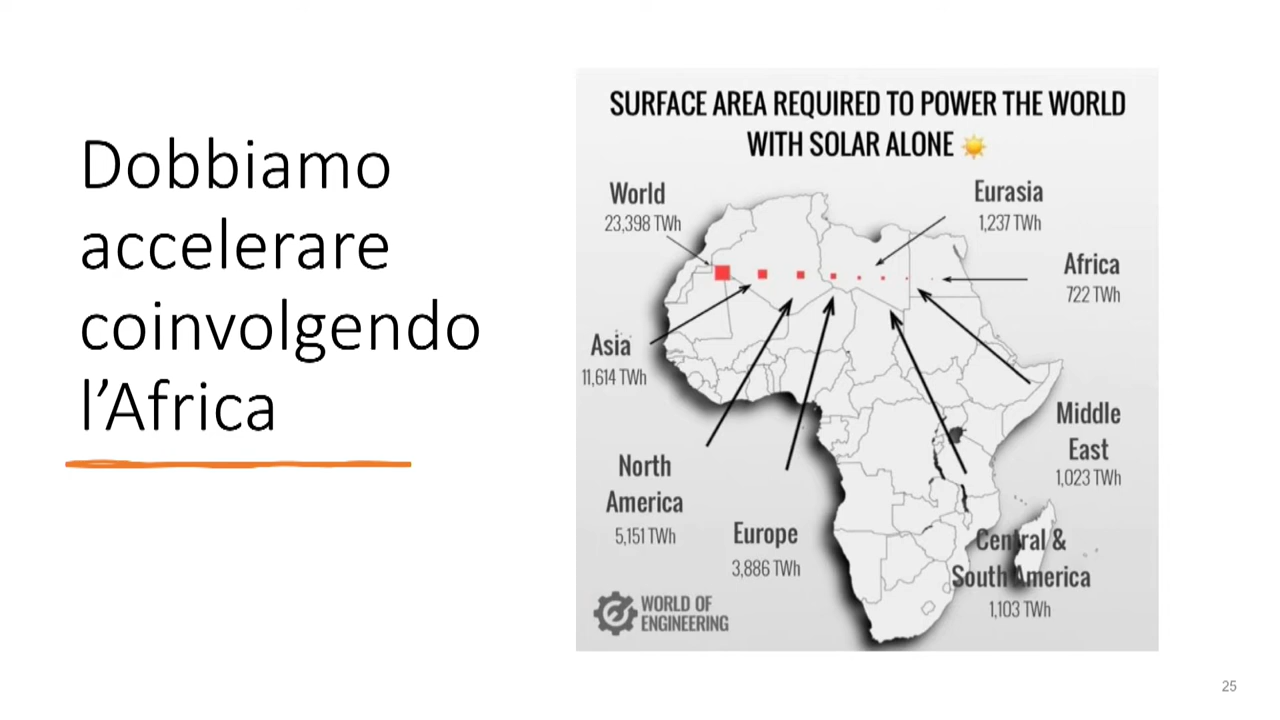 Dobbiamo
accelerare
coinvolgendo
l'Africa
SURFACE AREA REQUIRED TO POWER THE WORLD
WITH SOLAR ALONE ☀️
World
23,398 TWh
Eurasia
1,237 TWh
Africa
722 TWh
Asia
11,614 TWh
North
America
5,151 TWh
Europe
3,886 TWh
Middle
East
1,023 TWh
Central &
South America
1,103 TWh
WORLD OF
ENGINEERING
25